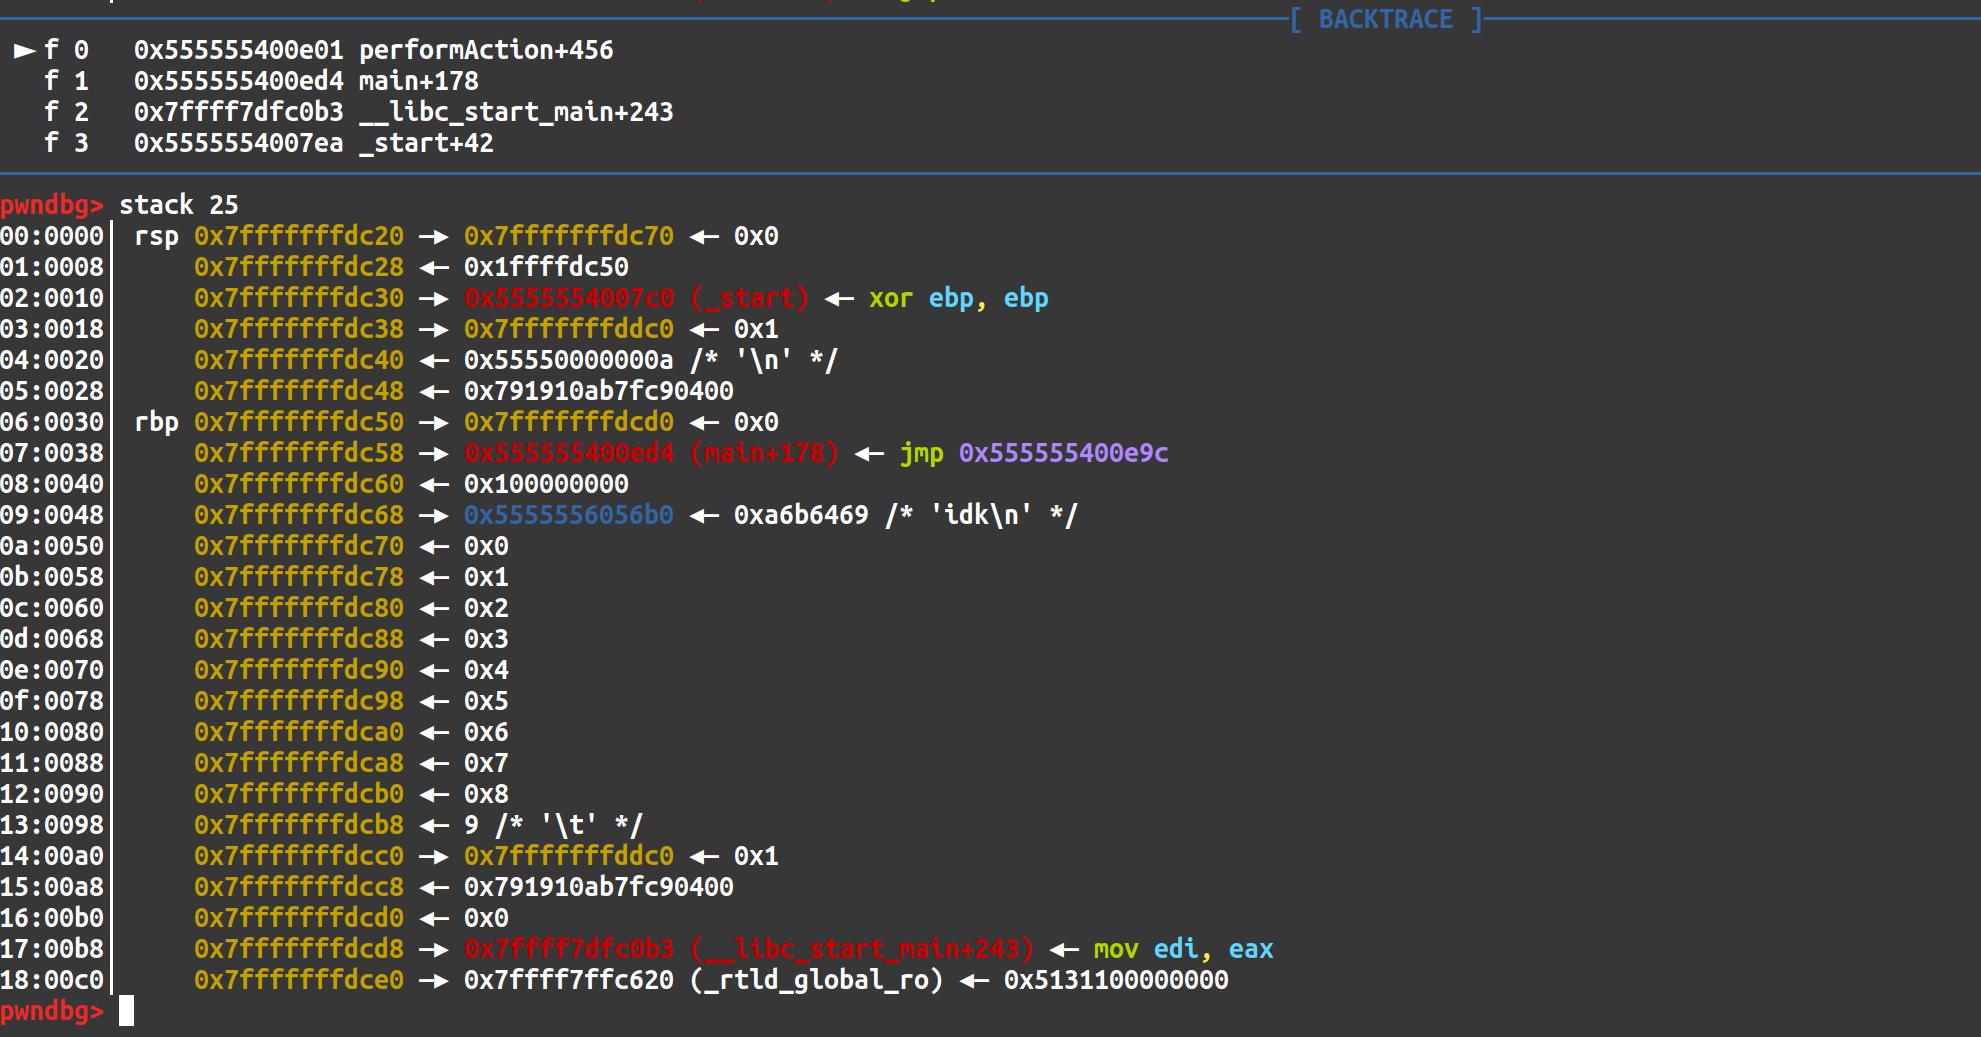 [ BACKTRACE ]
► f 0   0x555555400e01 performAction+456
  f 1   0x555555400ed4 main+178
  f 2   0x7ffff7dfc0b3 __libc_start_main+243
  f 3   0x5555554007ea _start+42
pwndbg> stack 25
00:0000│ rsp 0x7fffffffdc20 —▸ 0x7fffffffdc70 ◂— 0x0
01:0008│     0x7fffffffdc28 ◂— 0x1ffffdc50
02:0010│     0x7fffffffdc30 —▸ 0x5555554007c0 (_start) ◂— xor ebp, ebp
03:0018│     0x7fffffffdc38 —▸ 0x7fffffffddc0 ◂— 0x1
04:0020│     0x7fffffffdc40 ◂— 0x55550000000a /* '\n' */
05:0028│     0x7fffffffdc48 ◂— 0x791910ab7fc90400
06:0030│ rbp 0x7fffffffdc50 —▸ 0x7fffffffdcd0 ◂— 0x0
07:0038│     0x7fffffffdc58 —▸ 0x555555400ed4 (main+178) ◂— jmp 0x555555400e9c
08:0040│     0x7fffffffdc60 ◂— 0x100000000
09:0048│     0x7fffffffdc68 —▸ 0x5555556056b0 ◂— 0xa6b6469 /* 'idk\n' */
0a:0050│     0x7fffffffdc70 ◂— 0x0
0b:0058│     0x7fffffffdc78 ◂— 0x1
0c:0060│     0x7fffffffdc80 ◂— 0x2
0d:0068│     0x7fffffffdc88 ◂— 0x3
0e:0070│     0x7fffffffdc90 ◂— 0x4
0f:0078│     0x7fffffffdc98 ◂— 0x5
10:0080│     0x7fffffffdca0 ◂— 0x6
11:0088│     0x7fffffffdca8 ◂— 0x7
12:0090│     0x7fffffffdcb0 ◂— 0x8
13:0098│     0x7fffffffdcb8 ◂— 9 /* '\t' */
14:00a0│     0x7fffffffdcc0 —▸ 0x7fffffffddc0 ◂— 0x1
15:00a8│     0x7fffffffdcc8 ◂— 0x791910ab7fc90400
16:00b0│     0x7fffffffdcd0 ◂— 0x0
17:00b8│     0x7fffffffdcd8 —▸ 0x7ffff7dfc0b3 (__libc_start_main+243) ◂— mov edi, eax
18:00c0│     0x7fffffffdce0 —▸ 0x7ffff7ffc620 (_rtld_global_ro) ◂— 0x5131100000000
pwndbg>